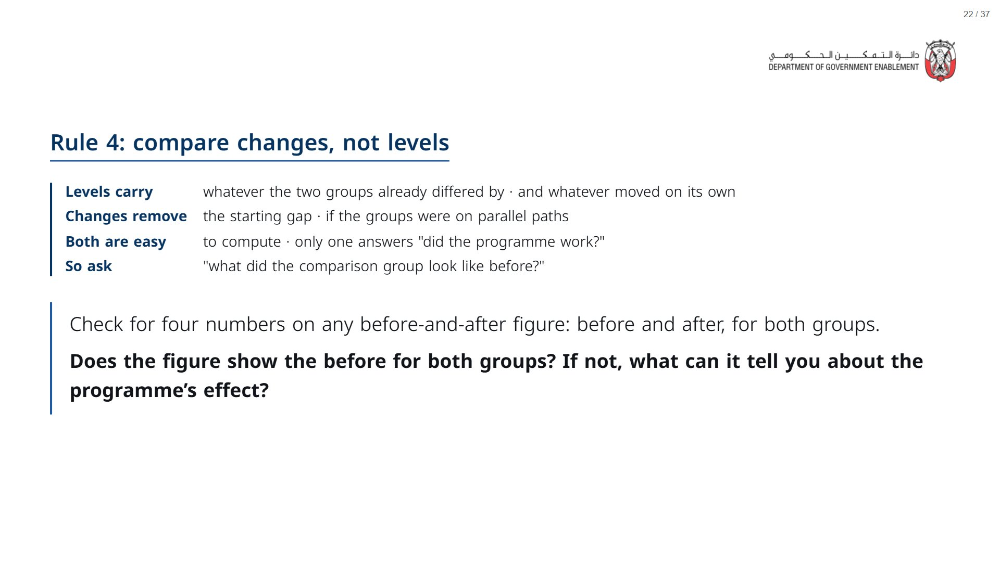 22 / 37
دائرة التمكين الحكومي
DEPARTMENT OF GOVERNMENT ENABLEMENT
Rule 4: compare changes, not levels
Levels carry whatever the two groups already differed by · and whatever moved on its own
Changes remove the starting gap · if the groups were on parallel paths
Both are easy to compute · only one answers "did the programme work?"
So ask "what did the comparison group look like before?"
Check for four numbers on any before-and-after figure: before and after, for both groups.
Does the figure show the before for both groups? If not, what can it tell you about the
programme’s effect?